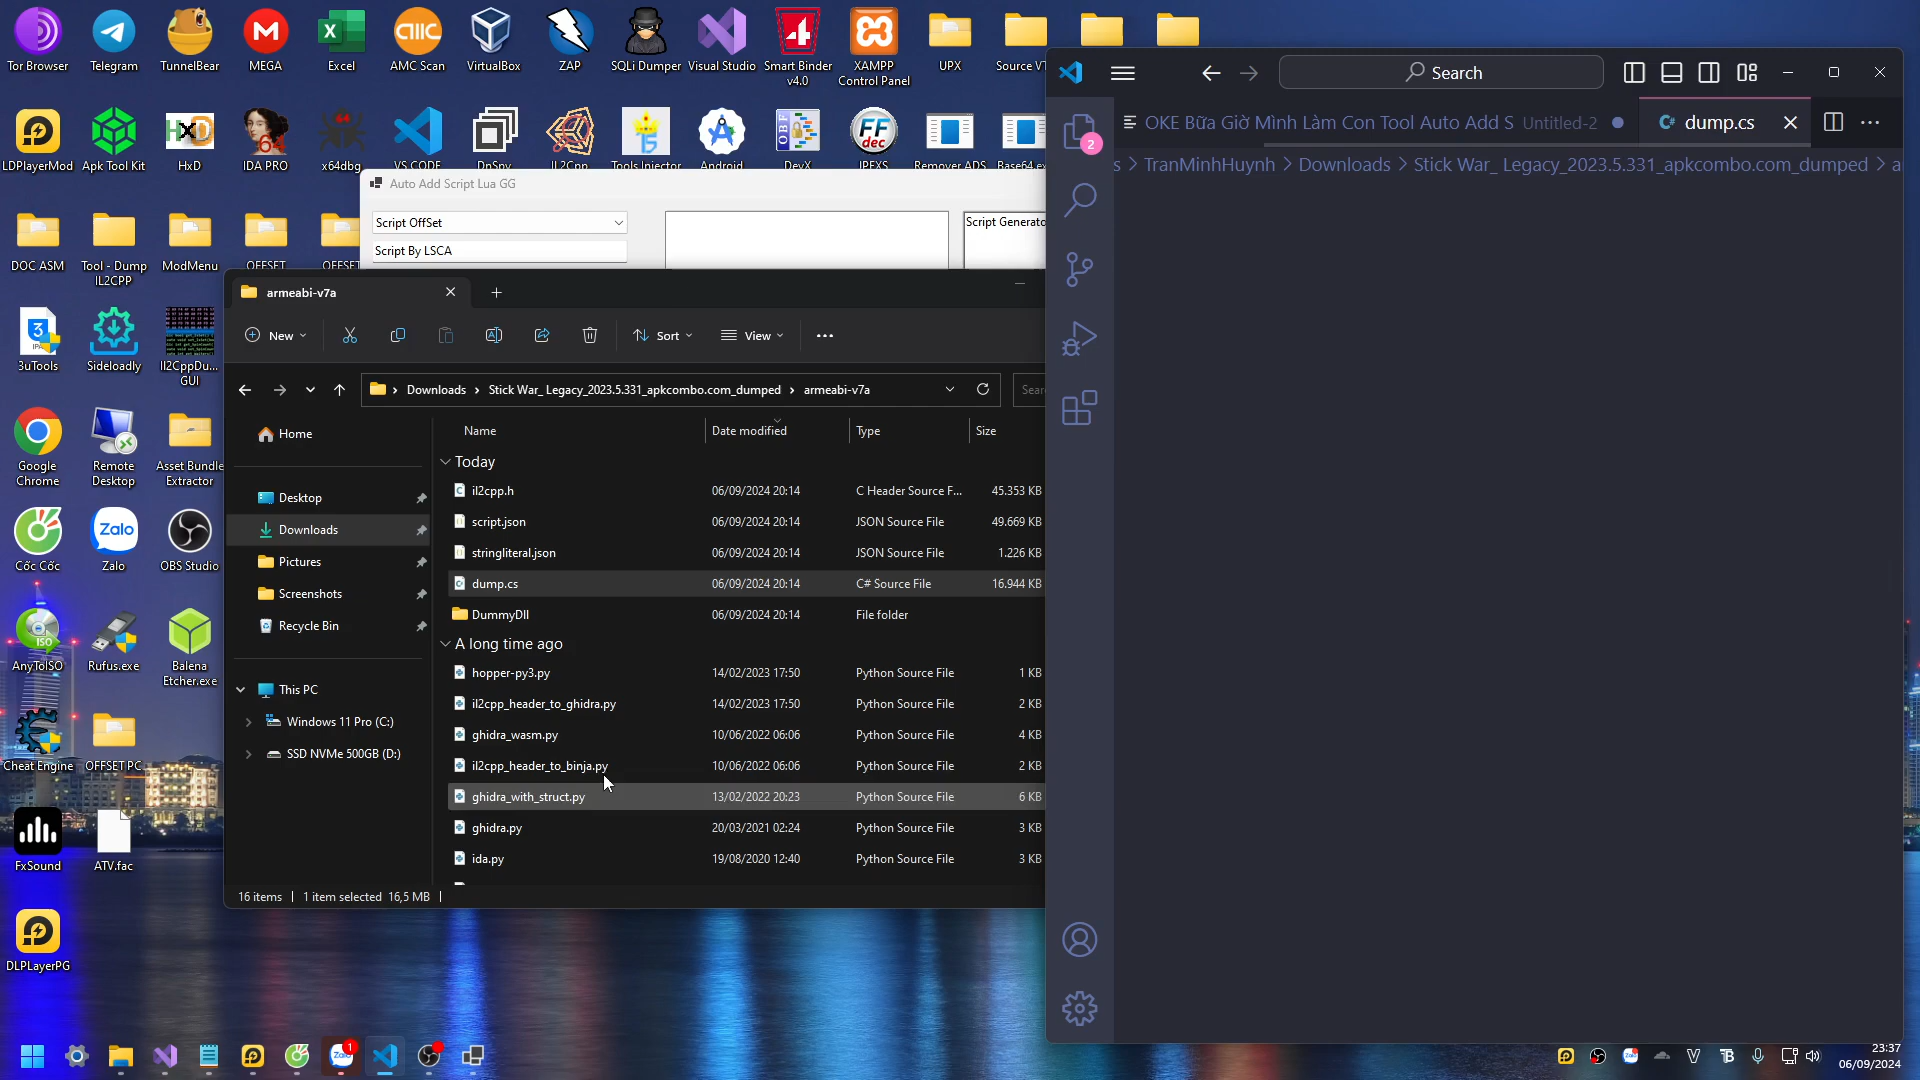 Tor Browser
Telegram
TunnelBear
MEGA
Excel
AMC Scan
VirtualBox
ZAP
SQLi Dumper
Visual Studio
Smart Binder
v4.0
XAMPP
Control Panel
UPX
Source VT
LDPlayerMod
Apk Tool Kit
HxD
IDA PRO
x64dbg
VS CODE
DnSpy
IL2Cpp
Tools Injector
Android
DevX
JPEXS
Remover ADS
Base64.ex
DOC ASM
Tool - Dump
IL2CPP
ModMenu
OFFSET
OFFSET
3uTools
Sideloadly
Il2CppDu...
GUI
Google
Chrome
Remote
Desktop
Asset Bundle
Extractor
Cốc Cốc
Zalo
OBS Studio
AnyToISO
Rufus.exe
Balena
Etcher.exe
Cheat Engine
OFFSET PC
FxSound
ATV.fac
DLPLayerPG
Auto Add Script Lua GG
Script OffSet
Script By LSCA
Script Generato
armeabi-v7a
New
Sort
View
Downloads > Stick War_ Legacy_2023.5.331_apkcombo.com_dumped > armeabi-v7a
Sear
Home
Desktop
Downloads
Pictures
Screenshots
Recycle Bin
This PC
Windows 11 Pro (C:)
SSD NVMe 500GB (D:)
Name Date modified Type Size
Today
il2cpp.h 06/09/2024 20:14 C Header Source F... 45.353 KB
script.json 06/09/2024 20:14 JSON Source File 49.669 KB
stringliteral.json 06/09/2024 20:14 JSON Source File 1.226 KB
dump.cs 06/09/2024 20:14 C# Source File 16.944 KB
DummyDll 06/09/2024 20:14 File folder
A long time ago
hopper-py3.py 14/02/2023 17:50 Python Source File 1 KB
il2cpp_header_to_ghidra.py 14/02/2023 17:50 Python Source File 2 KB
ghidra_wasm.py 10/06/2022 06:06 Python Source File 4 KB
il2cpp_header_to_binja.py 10/06/2022 06:06 Python Source File 2 KB
ghidra_with_struct.py 13/02/2022 20:23 Python Source File 6 KB
ghidra.py 20/03/2021 02:24 Python Source File 3 KB
ida.py 19/08/2020 12:40 Python Source File 3 KB
16 items 1 item selected 16,5 MB
Search
2
OKE Bữa Giờ Mình Làm Con Tool Auto Add S Untitled-2
C# dump.cs
s > TranMinhHuynh > Downloads > Stick War_ Legacy_2023.5.331_apkcombo.com_dumped > a
23:37
06/09/2024